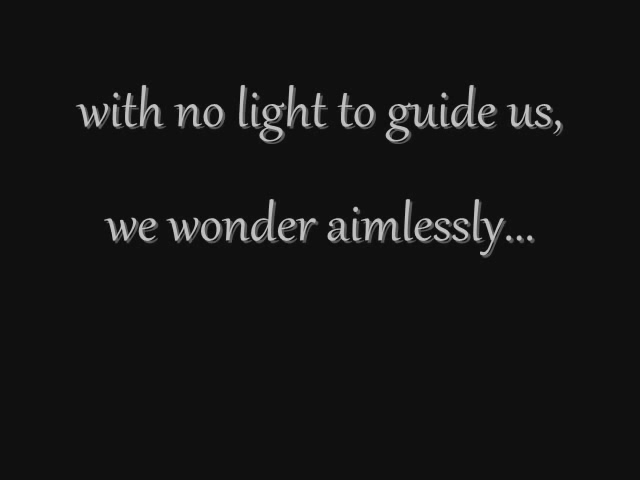 with no light to guide us,
we wonder aimlessly...